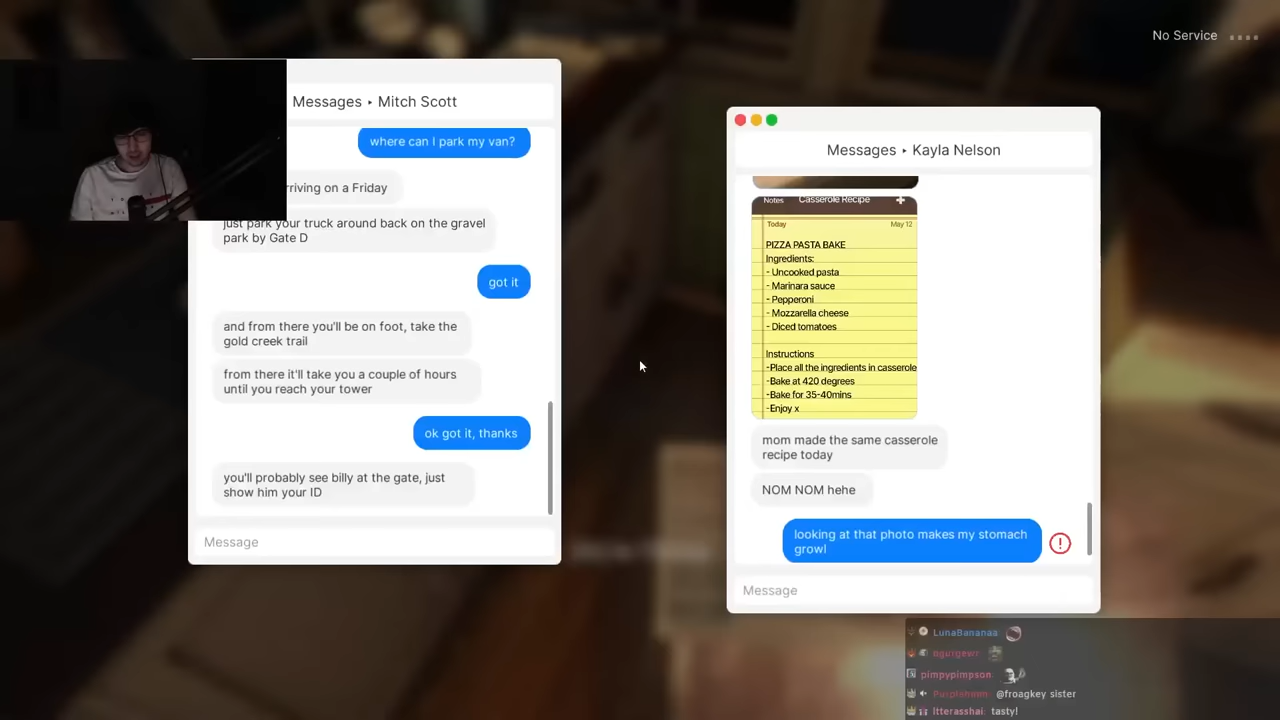 No Service
Messages ▸ Mitch Scott
where can I park my van?
rriving on a Friday
just park your truck around back on the gravel
park by Gate D
got it
and from there you'll be on foot, take the
gold creek trail
from there it'll take you a couple of hours
until you reach your tower
ok got it, thanks
you'll probably see billy at the gate, just
show him your ID
Message
Messages ▸ Kayla Nelson
Notes Casserole Recipe
Today May 12
PIZZA PASTA BAKE
Ingredients:
- Uncooked pasta
- Marinara sauce
- Pepperoni
- Mozzarella cheese
- Diced tomatoes
Instructions
-Place all the ingredients in casserole
-Bake at 420 degrees
-Bake for 35-40mins
-Enjoy x
mom made the same casserole
recipe today
NOM NOM hehe
looking at that photo makes my stomach
growl
Message
LunaBananaa
ngurgewr
pimpypimpson:
@froagkey sister
itterasshai: tasty!